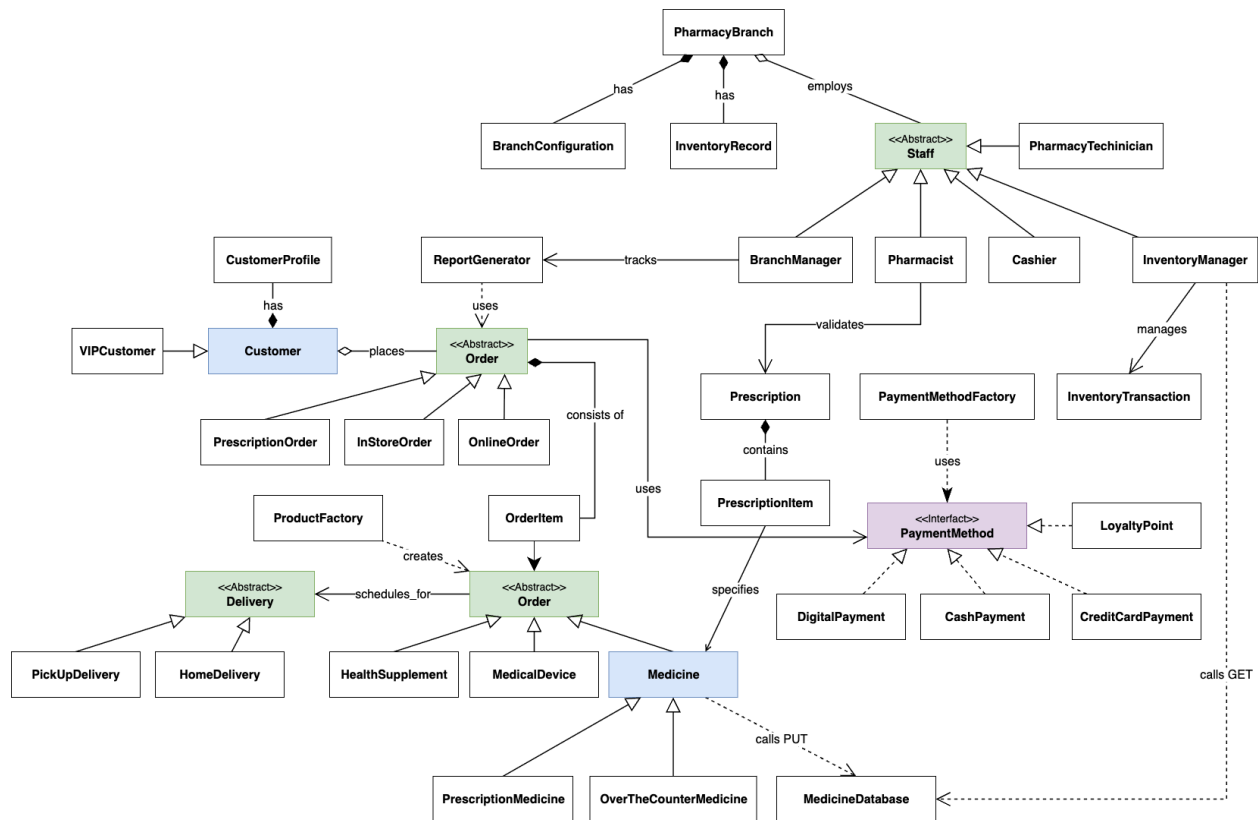 PharmacyBranch
has
has
employs
BranchConfiguration
InventoryRecord
<<Abstract>>
Staff
PharmacyTechinician
CustomerProfile
ReportGenerator
tracks
BranchManager
Pharmacist
Cashier
InventoryManager
has
uses
validates
manages
VIPCustomer
Customer
places
<<Abstract>>
Order
Prescription
PaymentMethodFactory
InventoryTransaction
consists of
PrescriptionOrder
InStoreOrder
OnlineOrder
contains
uses
uses
ProductFactory
OrderItem
PrescriptionItem
<<Interfact>>
PaymentMethod
LoyaltyPoint
creates
<<Abstract>>
Delivery
schedules_for
<<Abstract>>
Order
specifies
DigitalPayment
CashPayment
CreditCardPayment
PickUpDelivery
HomeDelivery
HealthSupplement
MedicalDevice
Medicine
calls GET
calls PUT
PrescriptionMedicine
OverTheCounterMedicine
MedicineDatabase